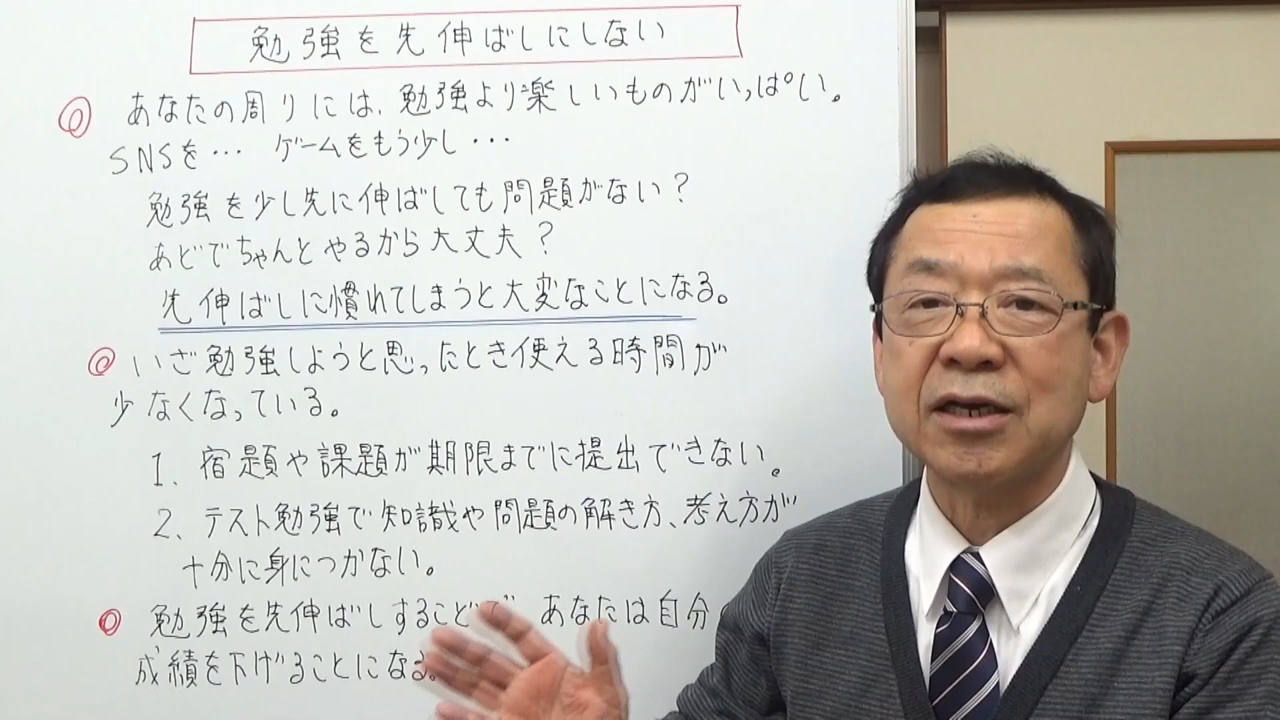 勉強を先伸ばしにしない
あなたの周りには、勉強より楽しいものがいっぱい。
SNSを… ゲームをもう少し…
勉強を少し先に伸ばしても問題がない？
あとでちゃんとやるから大丈夫？
先伸ばしに慣れてしまうと大変なことになる。
いざ勉強しようと思ったとき使える時間が
少なくなっている。
1. 宿題や課題が期限までに提出できない。
2. テスト勉強で知識や問題の解き方、考え方が
十分に身につかない。
勉強を先伸ばしすることで あなたは自分
成績を下げることになる。